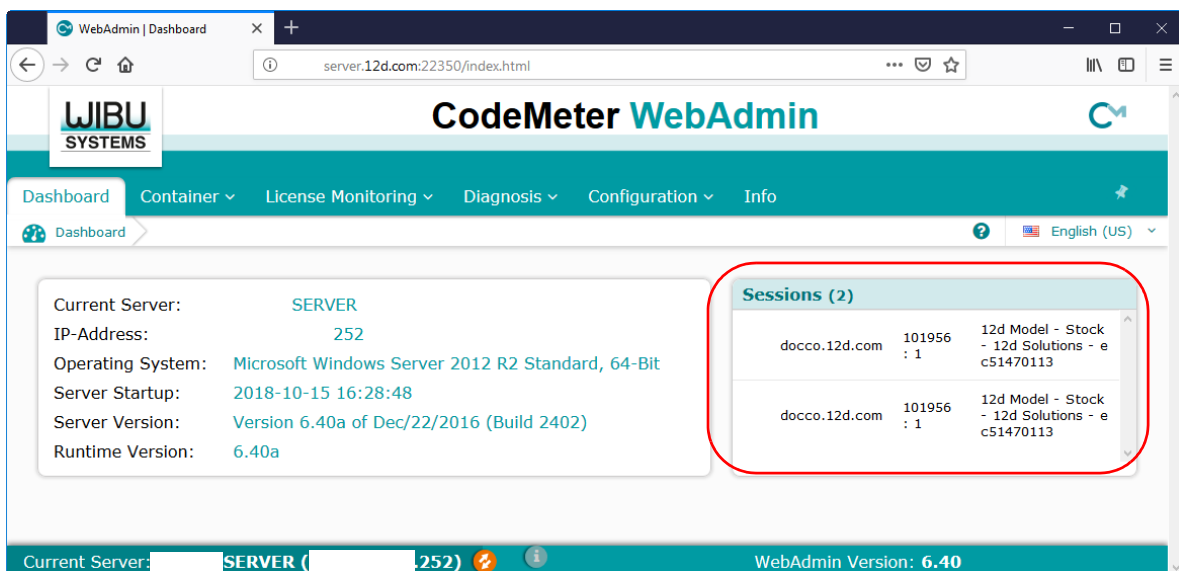 WebAdmin | Dashboard
server.12d.com:22350/index.html
WIBU
SYSTEMS
CodeMeter WebAdmin
Dashboard Container License Monitoring Diagnosis Configuration Info
Dashboard
English (US)
Current Server: SERVER
IP-Address: 252
Operating System: Microsoft Windows Server 2012 R2 Standard, 64-Bit
Server Startup: 2018-10-15 16:28:48
Server Version: Version 6.40a of Dec/22/2016 (Build 2402)
Runtime Version: 6.40a
Sessions (2)
docco.12d.com 101956 : 1 12d Model - Stock
- 12d Solutions - e
c51470113
docco.12d.com 101956 : 1 12d Model - Stock
- 12d Solutions - e
c51470113
Current Server: SERVER ( .252)
WebAdmin Version: 6.40